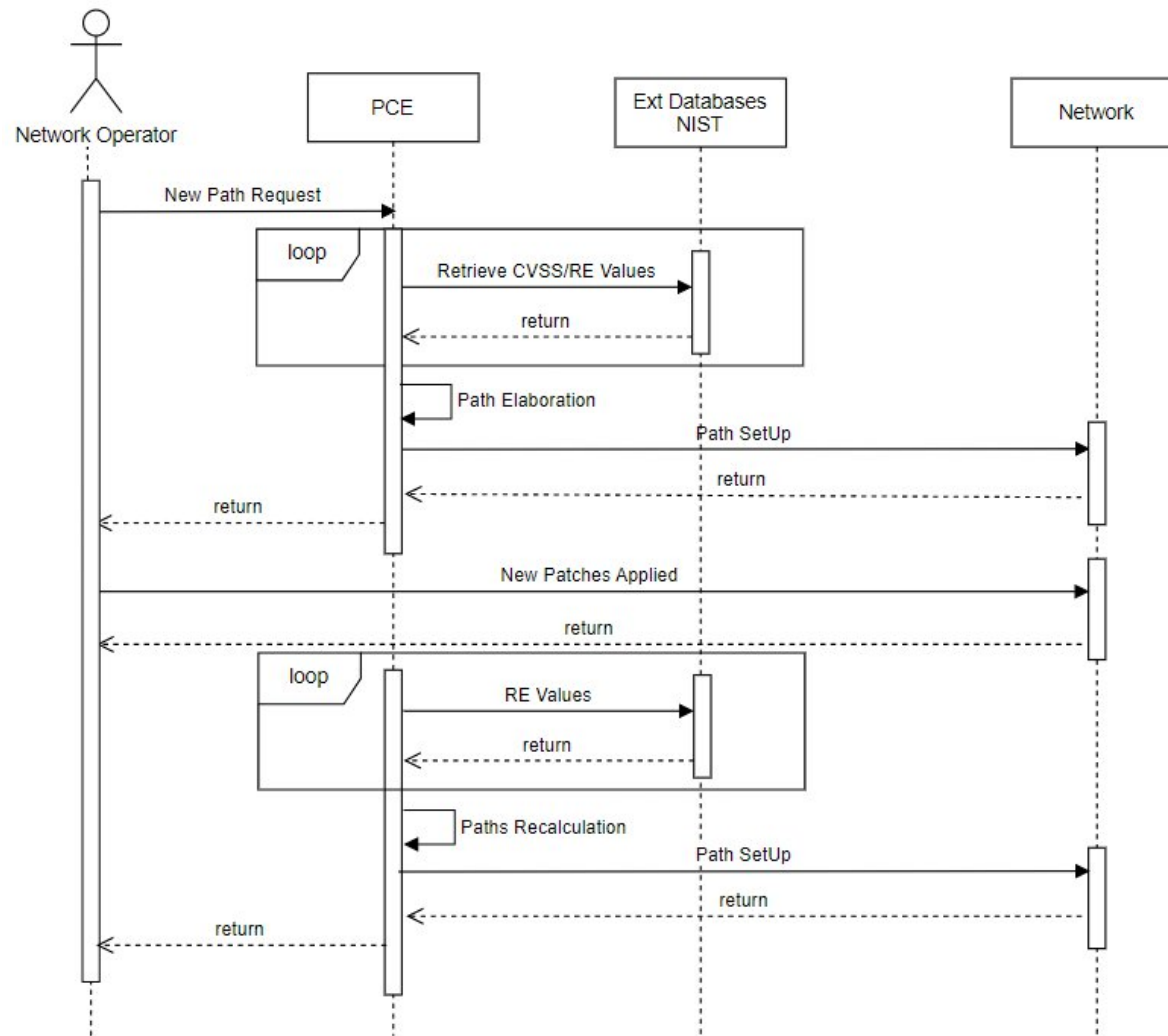 Network Operator
PCE
Ext Databases
NIST
Network
New Path Request
loop
Retrieve CVSS/RE Values
return
Path Elaboration
Path SetUp
return
return
New Patches Applied
return
loop
RE Values
return
Paths Recalculation
Path SetUp
return
return